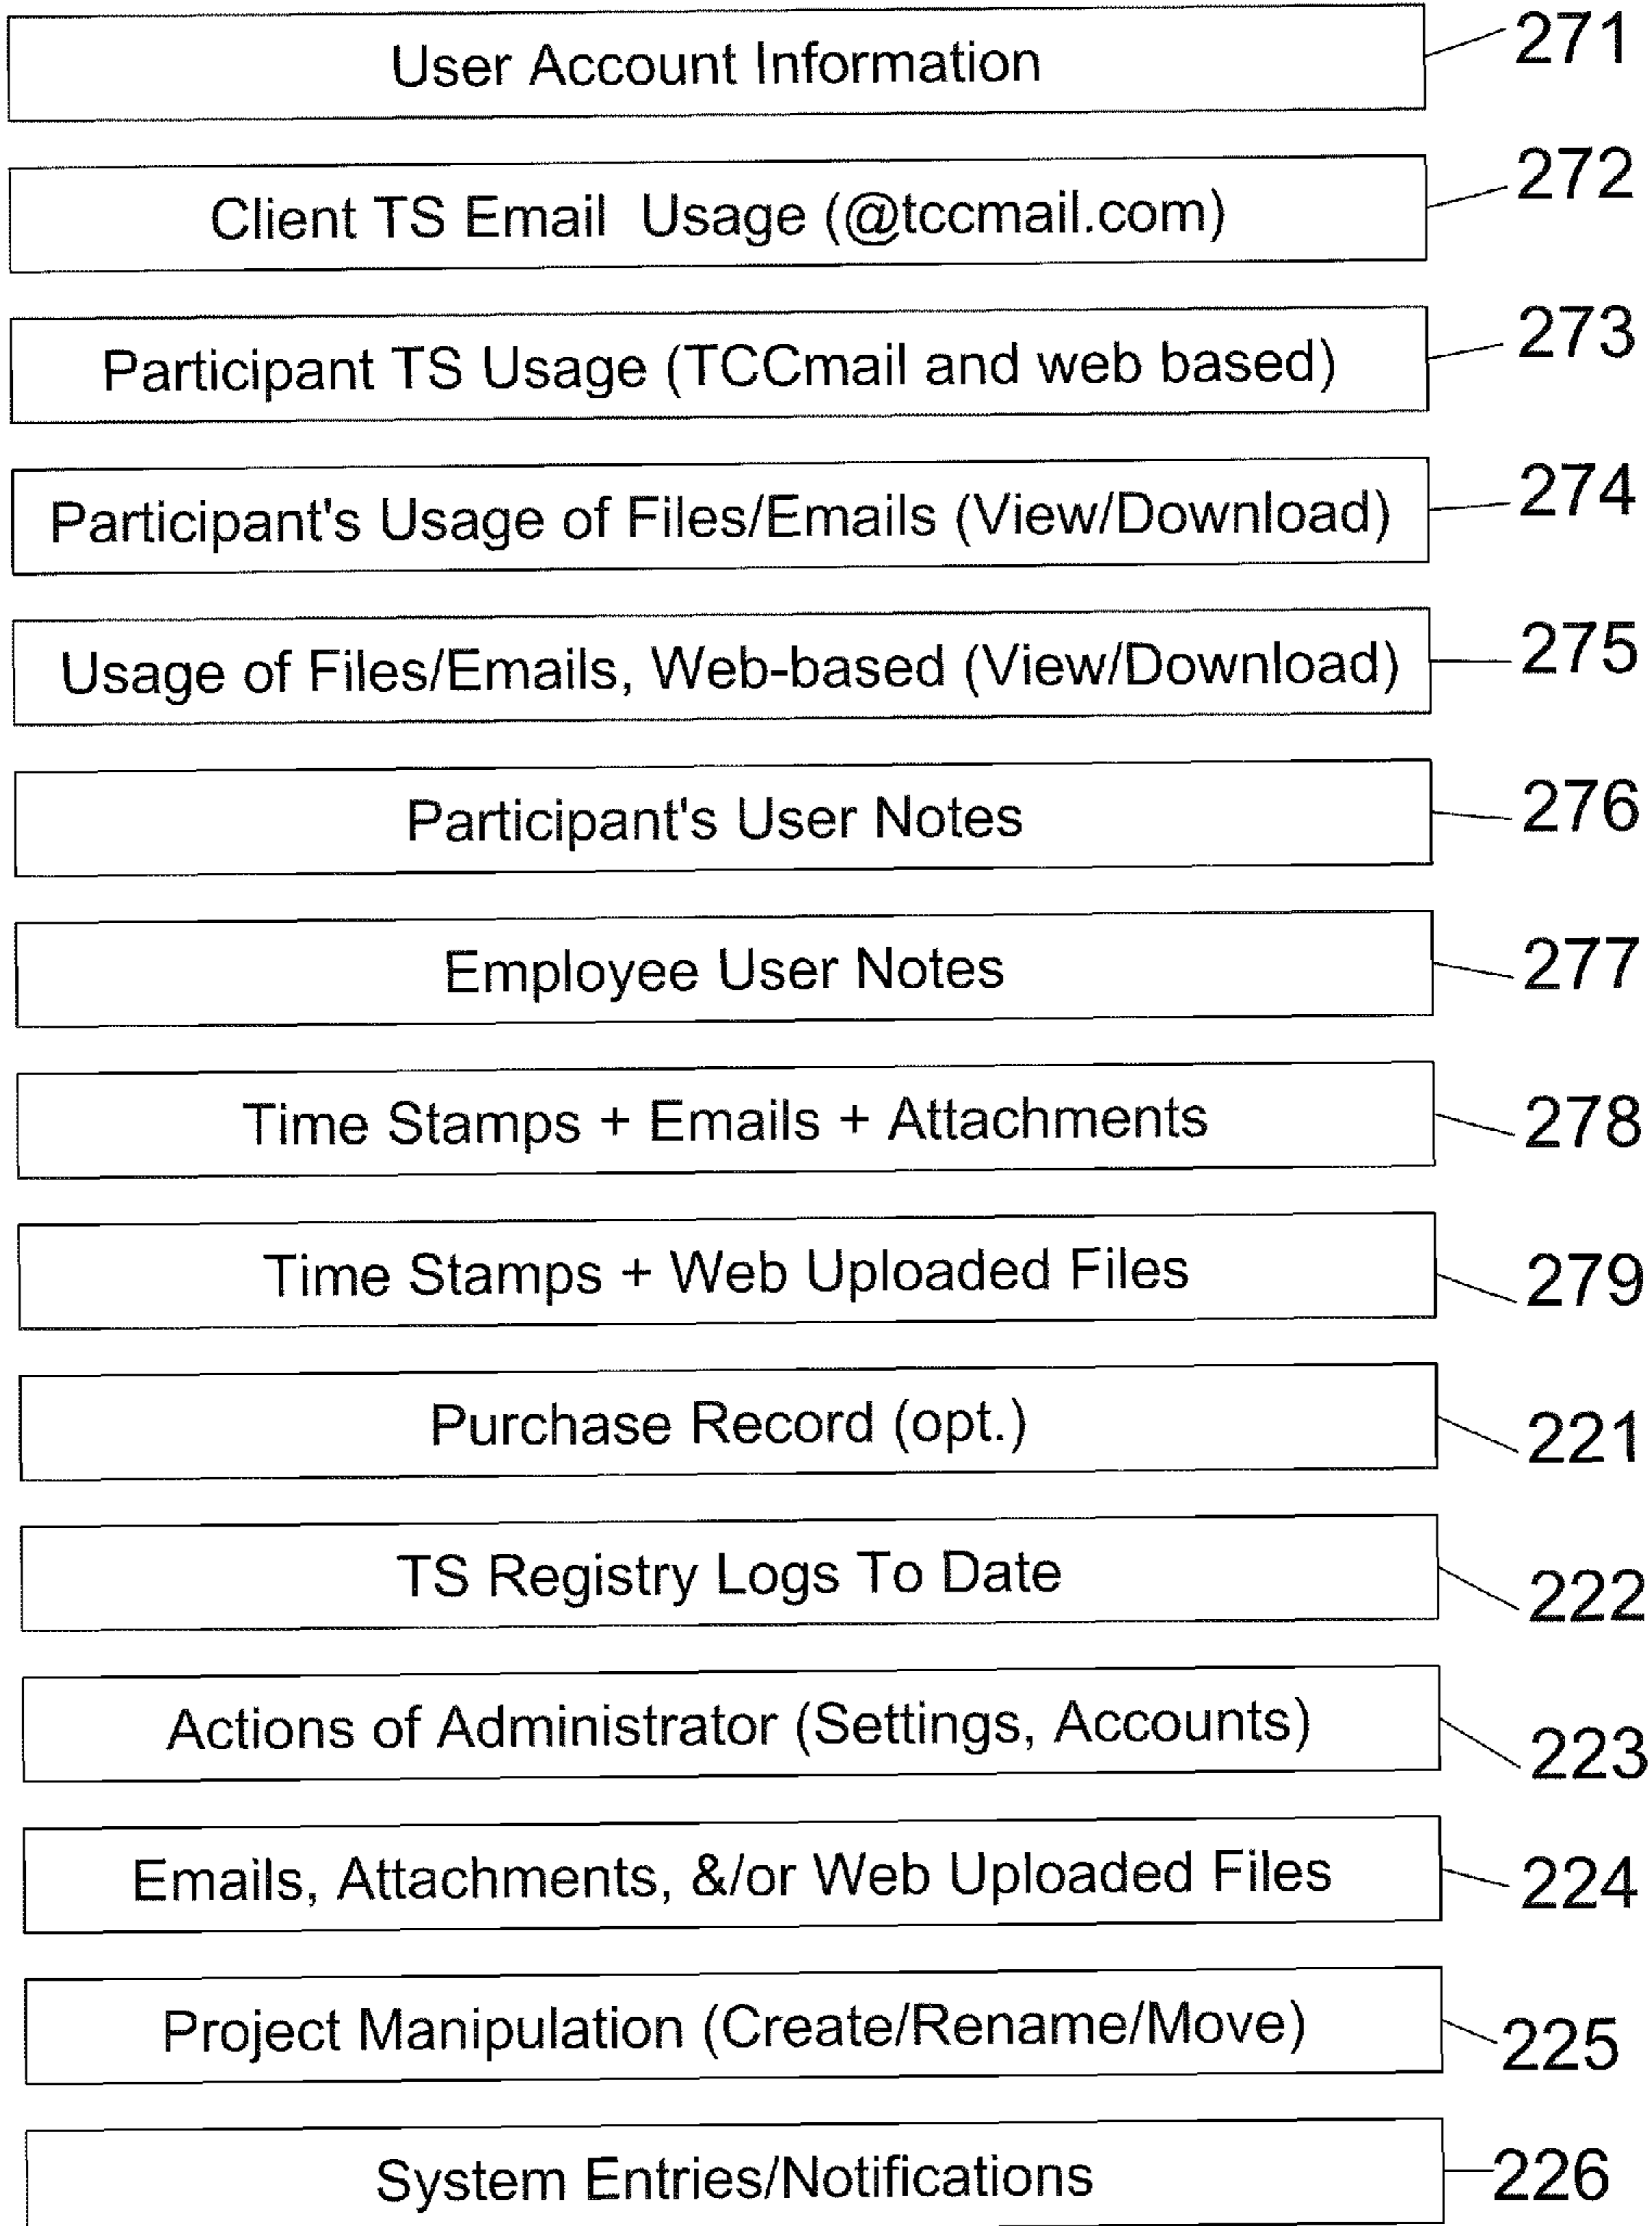 User Account Information 271
Client TS Email Usage (@tccmail.com) 272
Participant TS Usage (TCCmail and web based) 273
Participant's Usage of Files/Emails (View/Download) 274
Usage of Files/Emails, Web-based (View/Download) 275
Participant's User Notes 276
Employee User Notes 277
Time Stamps + Emails + Attachments 278
Time Stamps + Web Uploaded Files 279
Purchase Record (opt.) 221
TS Registry Logs To Date 222
Actions of Administrator (Settings, Accounts) 223
Emails, Attachments, &/or Web Uploaded Files 224
Project Manipulation (Create/Rename/Move) 225
System Entries/Notifications 226